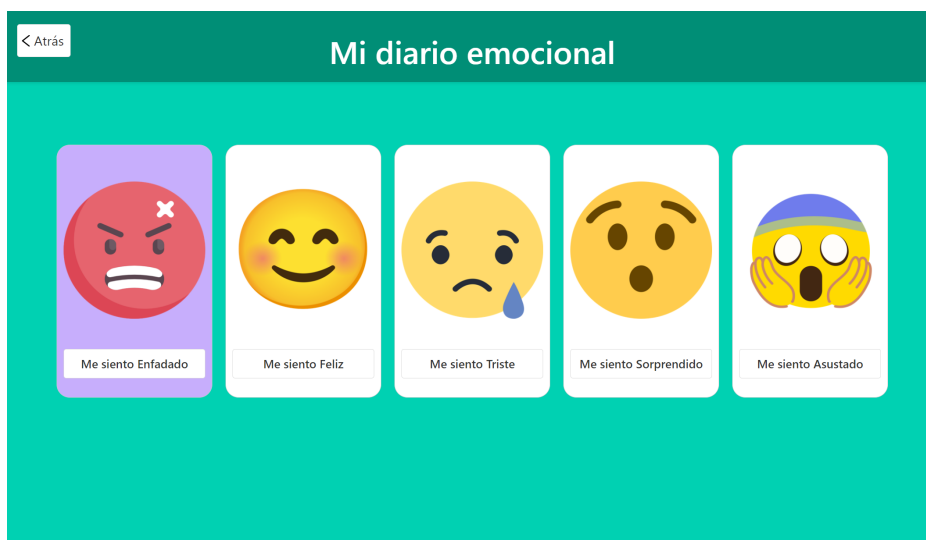 Atrás
Mi diario emocional
Me siento Enfadado
Me siento Feliz
Me siento Triste
Me siento Sorprendido
Me siento Asustado